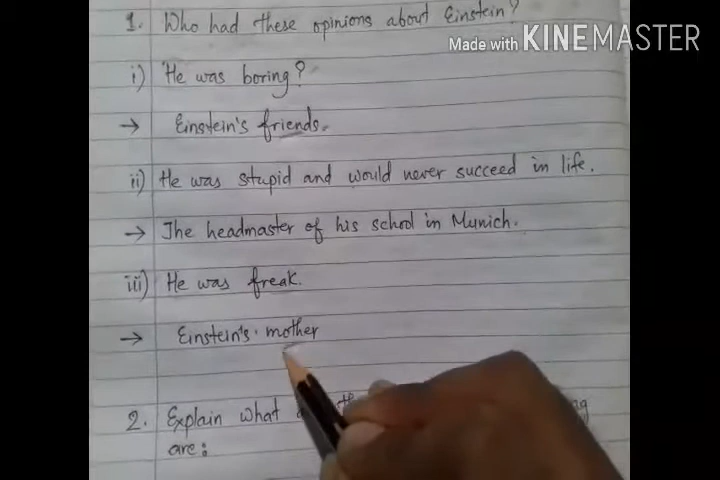 1. Who had these opinions about Einstein?
Made with KINEMASTER
i) He was boring?
→ Einstein's friends.
ii) He was stupid and would never succeed in life.
→ The headmaster of his school in Munich.
iii) He was freak.
→ Einstein's mother
2. Explain what
are: